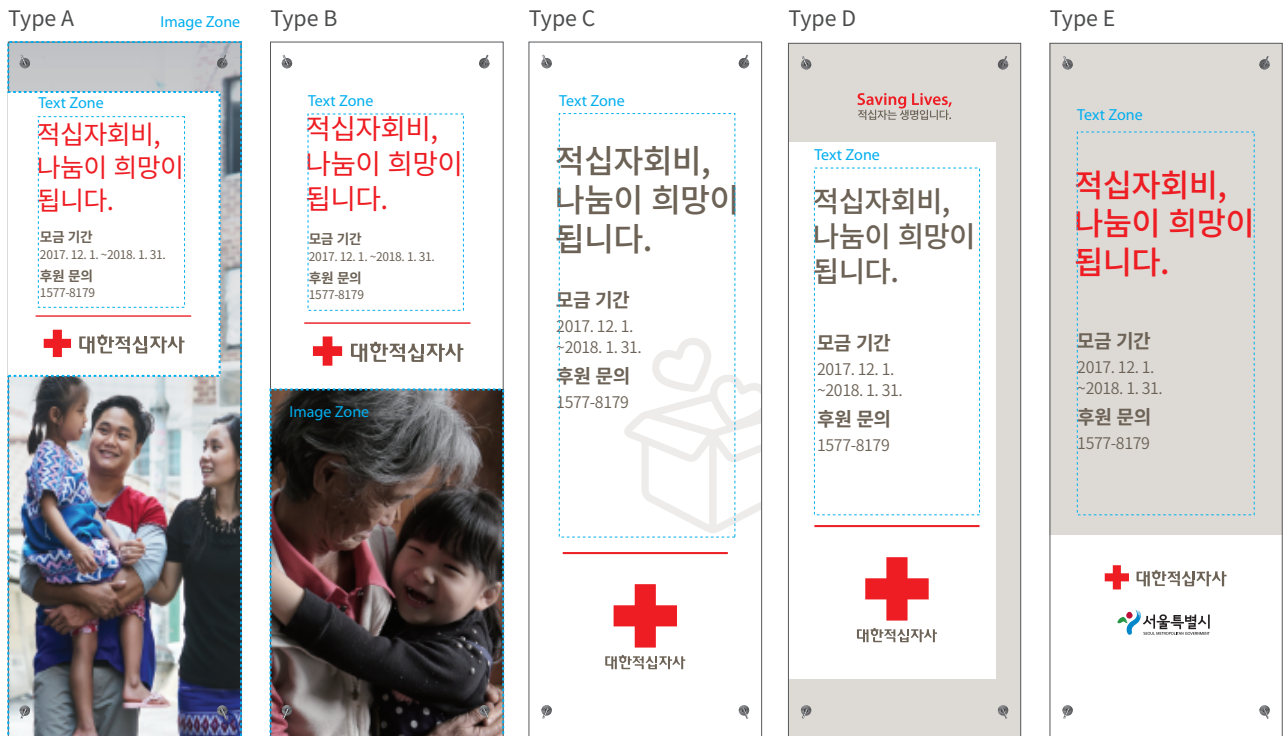 Type A
Image Zone
Text Zone
적십자회비,
나눔이 희망이
됩니다.
모금 기간
2017. 12. 1. ~2018. 1. 31.
후원 문의
1577-8179
대한적십자사
Type B
Text Zone
적십자회비,
나눔이 희망이
됩니다.
모금 기간
2017. 12. 1. ~2018. 1. 31.
후원 문의
1577-8179
대한적십자사
Image Zone
Type C
Text Zone
적십자회비,
나눔이 희망이
됩니다.
모금 기간
2017. 12. 1.
~2018. 1. 31.
후원 문의
1577-8179
대한적십자사
Type D
Saving Lives,
적십자는 생명입니다.
Text Zone
적십자회비,
나눔이 희망이
됩니다.
모금 기간
2017. 12. 1.
~2018. 1. 31.
후원 문의
1577-8179
대한적십자사
Type E
Text Zone
적십자회비,
나눔이 희망이
됩니다.
모금 기간
2017. 12. 1.
~2018. 1. 31.
후원 문의
1577-8179
대한적십자사
서울특별시
SEOUL METROPOLITAN GOVERNMENT